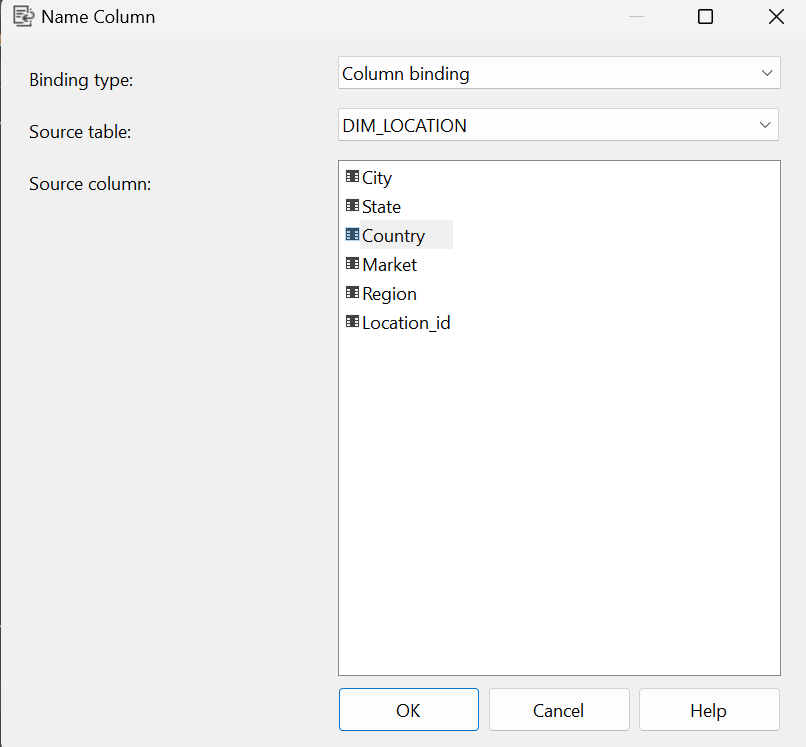 Name Column
Binding type:
Column binding
Source table:
DIM_LOCATION
Source column:
City
State
Country
Market
Region
Location_id
OK
Cancel
Help